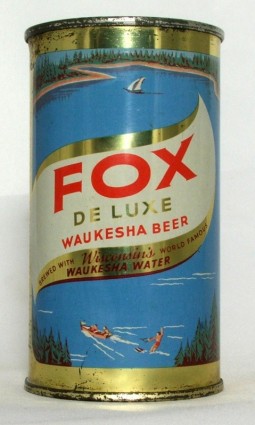 FOX
DE LUXE
WAUKESHA BEER
BREWED WITH Wisconsin's WORLD FAMOUS
WAUKESHA WATER